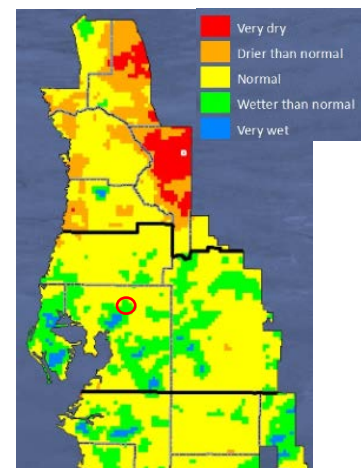 Very dry
Drier than normal
Normal
Wetter than normal
Very wet